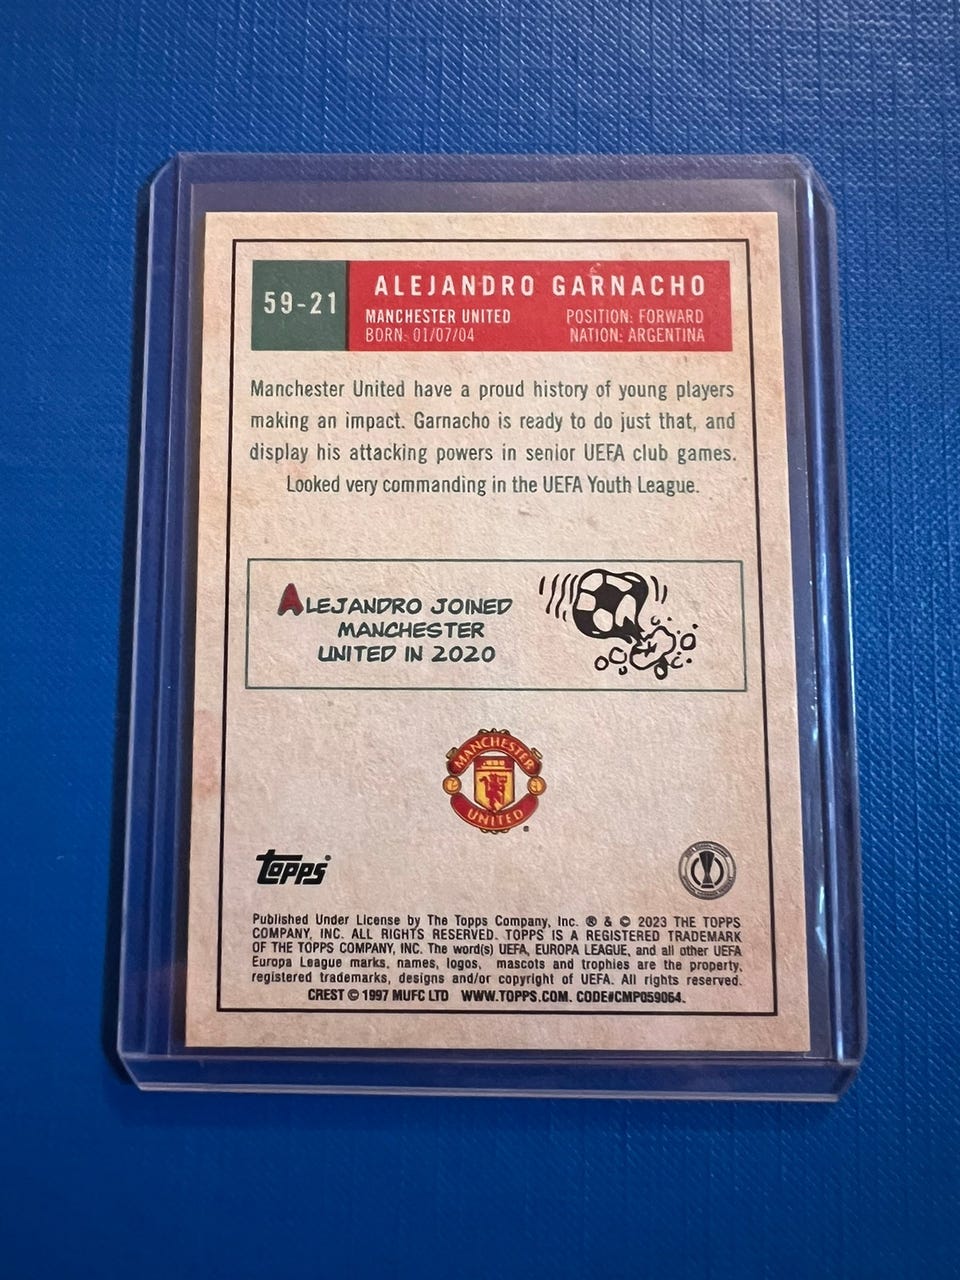 59-21
ALEJANDRO GARNACHO
MANCHESTER UNITED POSITION: FORWARD
BORN: 01/07/04 NATION: ARGENTINA
Manchester United have a proud history of young players
making an impact. Garnacho is ready to do just that, and
display his attacking powers in senior UEFA club games.
Looked very commanding in the UEFA Youth League.
ALEJANDRO JOINED
MANCHESTER
UNITED IN 2020
MANCHESTER
UNITED
®
topps®
Published Under License by The Topps Company, Inc. ® & © 2023 THE TOPPS
COMPANY, INC. ALL RIGHTS RESERVED. TOPPS IS A REGISTERED TRADEMARK
OF THE TOPPS COMPANY, INC. The word(s) UEFA, EUROPA LEAGUE, and all other UEFA
Europa League marks, names, logos, mascots and trophies are the property,
registered trademarks, designs and/or copyright of UEFA. All rights reserved.
CREST © 1997 MUFC LTD WWW.TOPPS.COM. CODE#CMP059064.